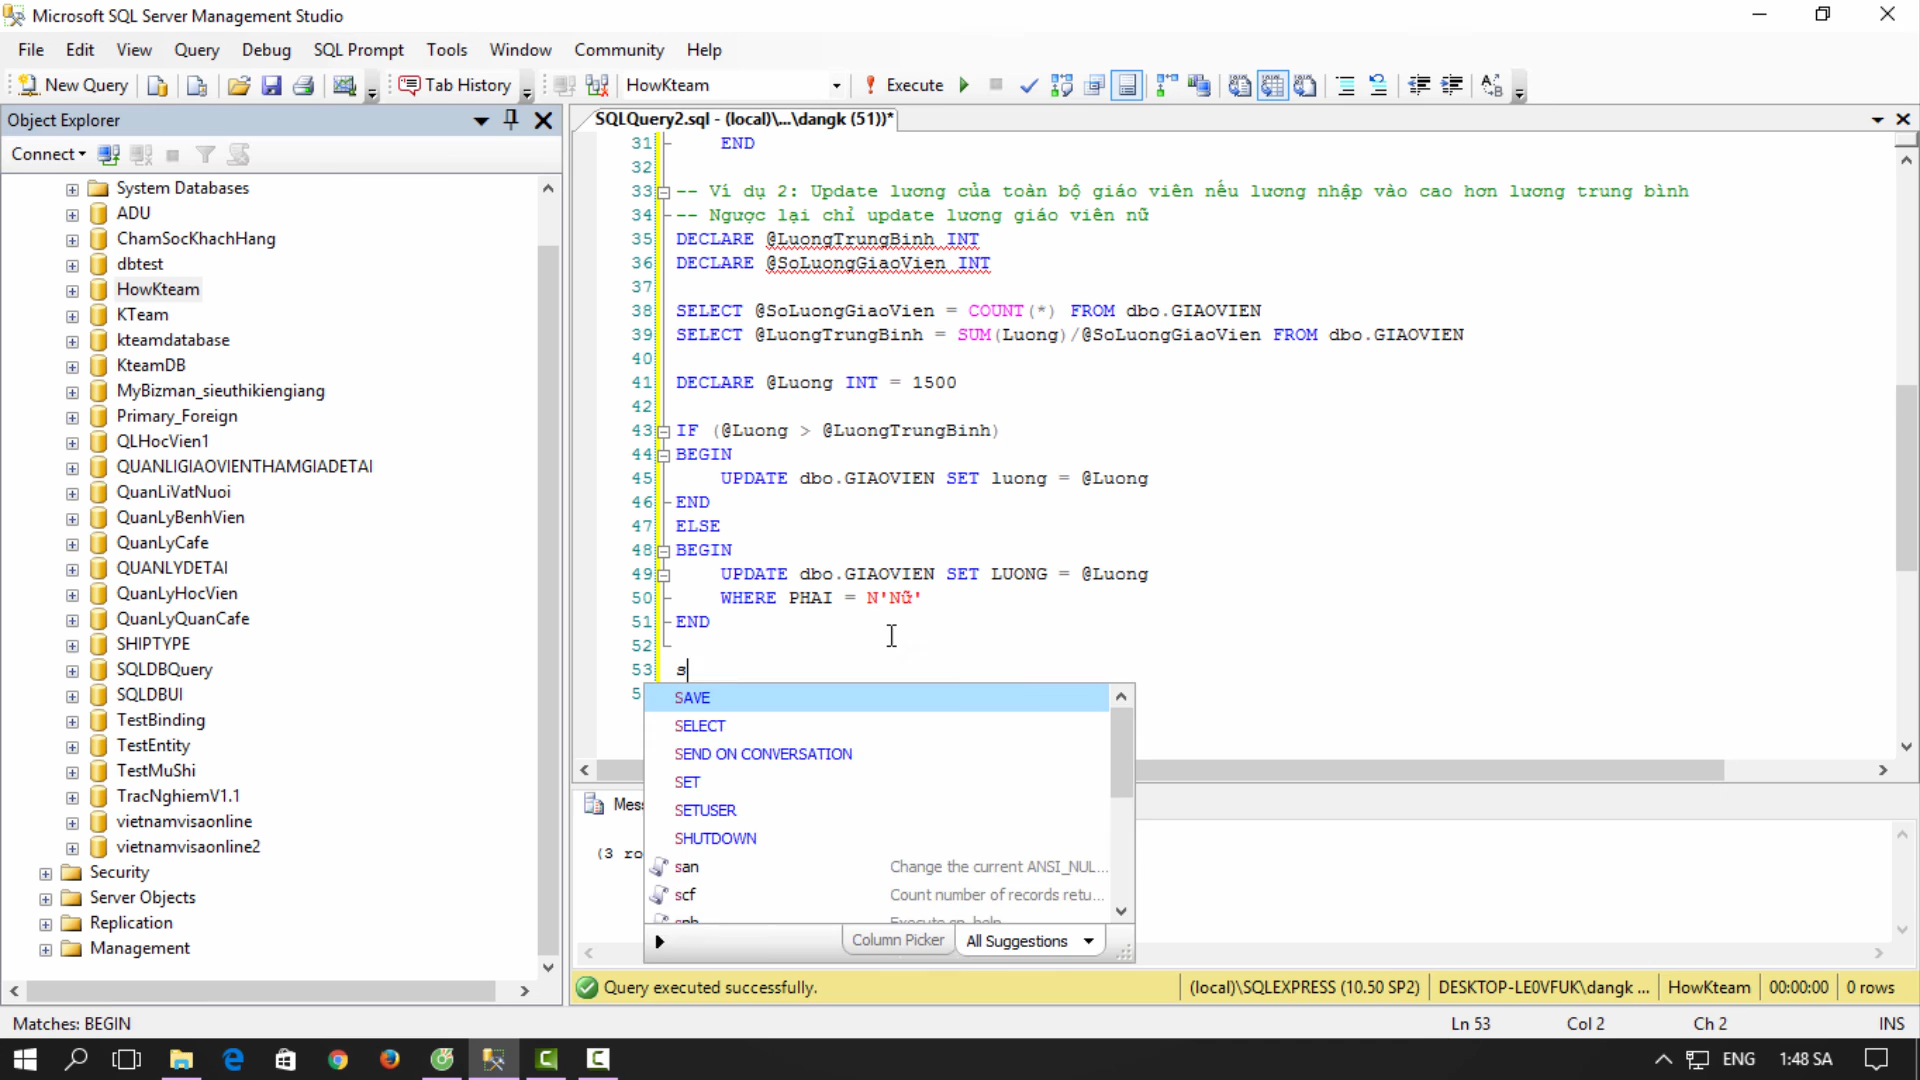 Microsoft SQL Server Management Studio
File Edit View Query Debug SQL Prompt Tools Window Community Help
New Query Tab History HowKteam Execute
Object Explorer
Connect
System Databases
ADU
ChamSocKhachHang
dbtest
HowKteam
KTeam
kteamdatabase
KteamDB
MyBizman_sieuthikiengiang
Primary_Foreign
QLHocVien1
QUANLIGIAOVIENTHAMGIADETAI
QuanLiVatNuoi
QuanLyBenhVien
QuanLyCafe
QUANLYDETAI
QuanLyHocVien
QuanLyQuanCafe
SHIPTYPE
SQLDBQuery
SQLDBUI
TestBinding
TestEntity
TestMuShi
TracNghiemV1.1
vietnamvisaonline
vietnamvisaonline2
Security
Server Objects
Replication
Management
SQLQuery2.sql - (local)\...\dangk (51))*
31 END
32
33 -- Ví dụ 2: Update lương của toàn bộ giáo viên nếu lương nhập vào cao hơn lương trung bình
34 -- Ngược lại chỉ update lương giáo viên nữ
35 DECLARE @LuongTrungBinh INT
36 DECLARE @SoLuongGiaoVien INT
37
38 SELECT @SoLuongGiaoVien = COUNT(*) FROM dbo.GIAOVIEN
39 SELECT @LuongTrungBinh = SUM(Luong)/@SoLuongGiaoVien FROM dbo.GIAOVIEN
40
41 DECLARE @Luong INT = 1500
42
43 IF (@Luong > @LuongTrungBinh)
44 BEGIN
45 UPDATE dbo.GIAOVIEN SET luong = @Luong
46 END
47 ELSE
48 BEGIN
49 UPDATE dbo.GIAOVIEN SET LUONG = @Luong
50 WHERE PHAI = N'Nữ'
51 END
52
53 s
5
SAVE
SELECT
SEND ON CONVERSATION
SET
SETUSER
SHUTDOWN
san Change the current ANSI_NUL...
scf Count number of records retu...
Column Picker All Suggestions
Mess
(3 ro
Query executed successfully. (local)\SQLEXPRESS (10.50 SP2) DESKTOP-LE0VFUK\dangk ... HowKteam 00:00:00 0 rows
Matches: BEGIN Ln 53 Col 2 Ch 2 INS
ENG 1:48 SA